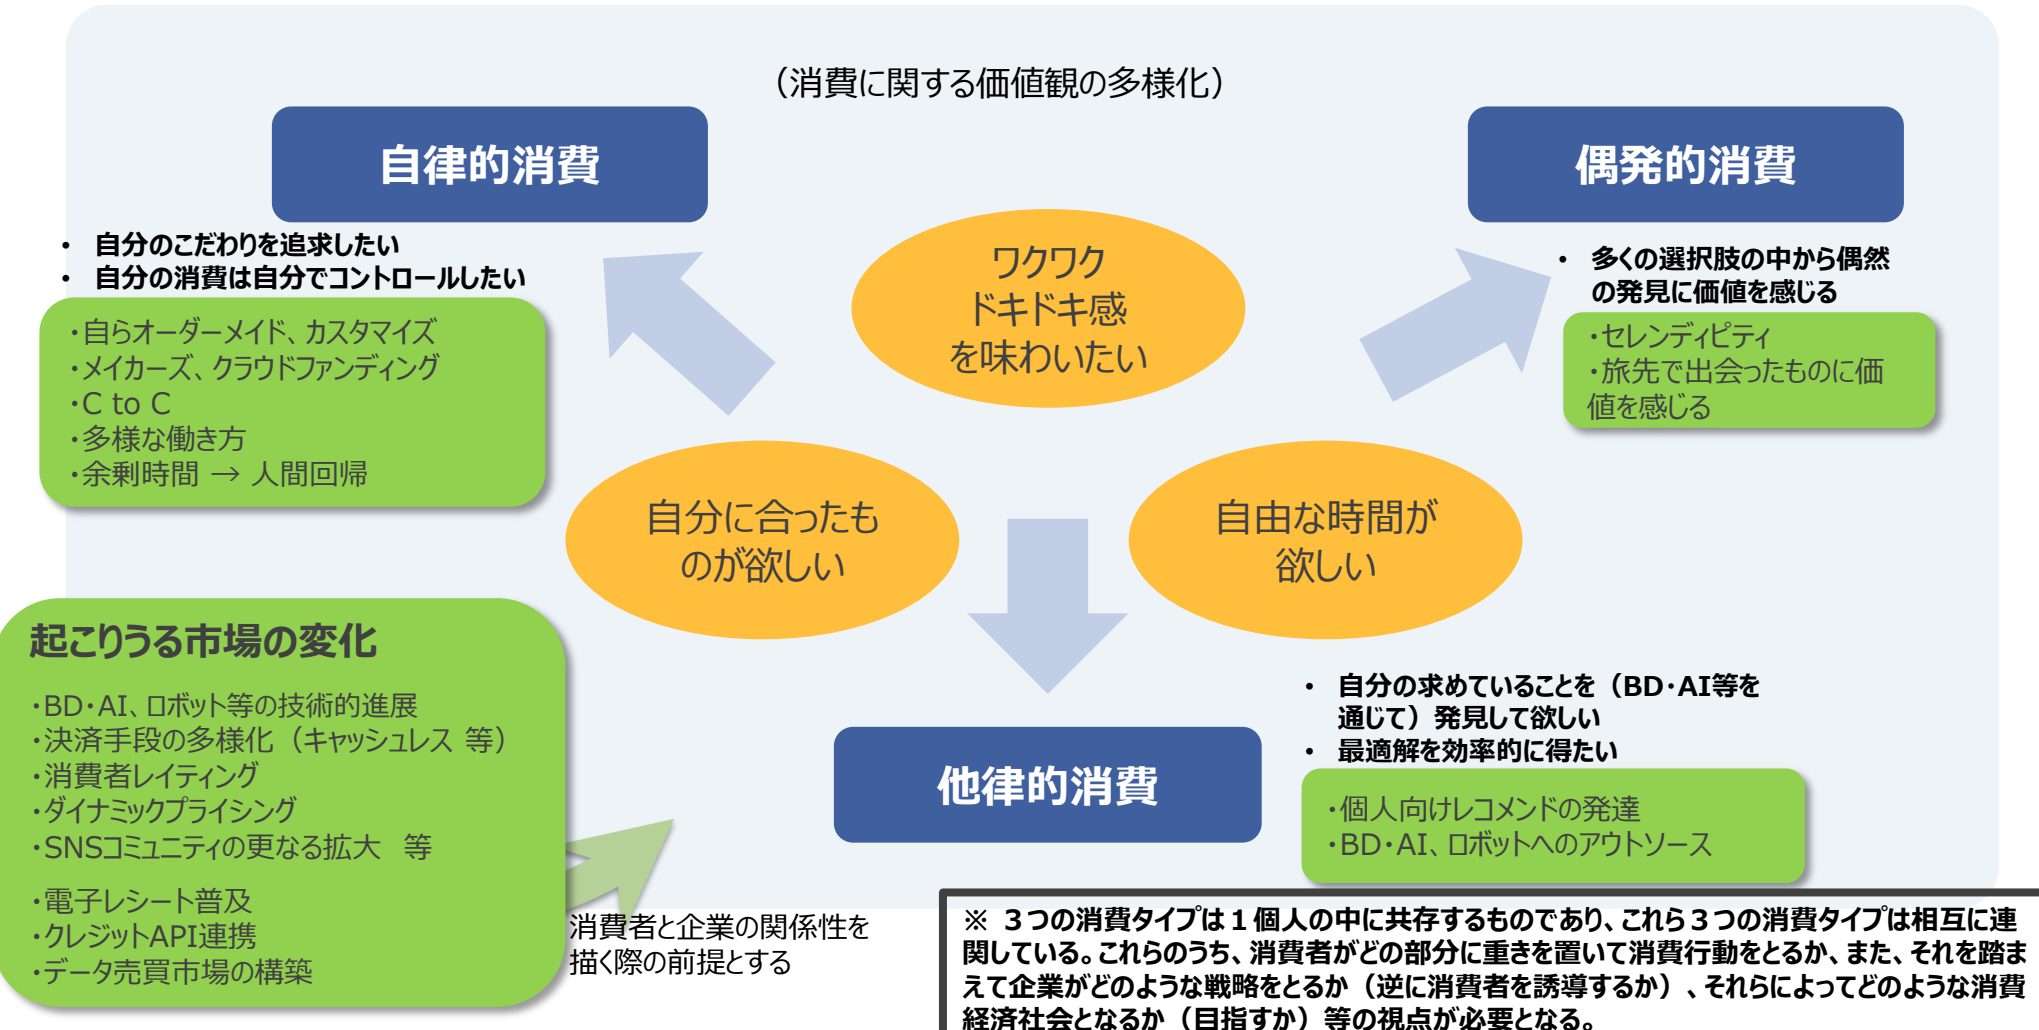 （消費に関する価値観の多様化）
自律的消費
・ 自分のこだわりを追求したい
・ 自分の消費は自分でコントロールしたい
・自らオーダーメイド、カスタマイズ
・メイカーズ、クラウドファンディング
・C to C
・多様な働き方
・余剰時間 → 人間回帰
偶発的消費
・ 多くの選択肢の中から偶然
の発見に価値を感じる
・セレンディピティ
・旅先で出会ったものに価
値を感じる
ワクワク
ドキドキ感
を味わいたい
自分に合ったも
のが欲しい
自由な時間が
欲しい
他律的消費
・ 自分の求めていることを（BD・AI等を
通じて）発見して欲しい
・ 最適解を効率的に得たい
・個人向けレコメンドの発達
・BD・AI、ロボットへのアウトソース
起こりうる市場の変化
・BD・AI、ロボット等の技術的進展
・決済手段の多様化（キャッシュレス 等）
・消費者レイティング
・ダイナミックプライシング
・SNSコミュニティの更なる拡大　等
・電子レシート普及
・クレジットAPI連携
・データ売買市場の構築
消費者と企業の関係性を
描く際の前提とする
※ ３つの消費タイプは１個人の中に共存するものであり、これら３つの消費タイプは相互に連
関している。これらのうち、消費者がどの部分に重きを置いて消費行動をとるか、また、それを踏ま
えて企業がどのような戦略をとるか（逆に消費者を誘導するか）、それらによってどのような消費
経済社会となるか（目指すか）等の視点が必要となる。